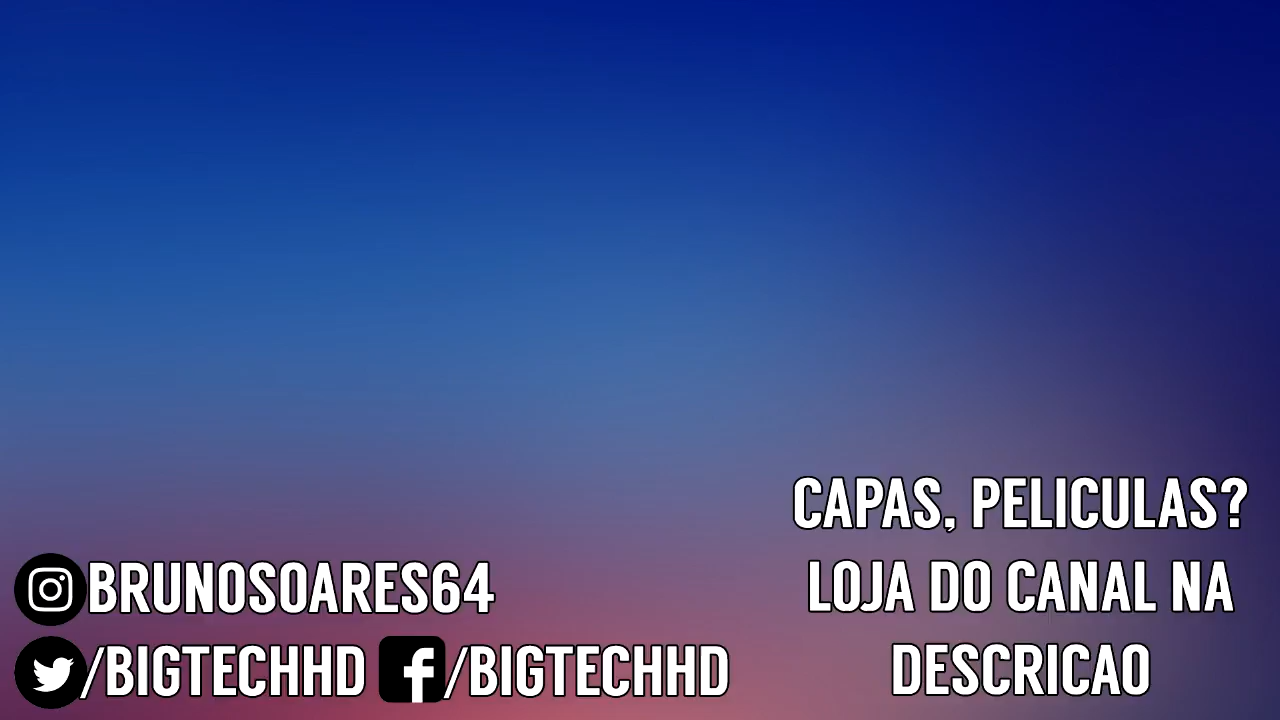 CAPAS, PELICULAS?
LOJA DO CANAL NA
DESCRICAO
BRUNOSOARES64
/BIGTECHHD /BIGTECHHD